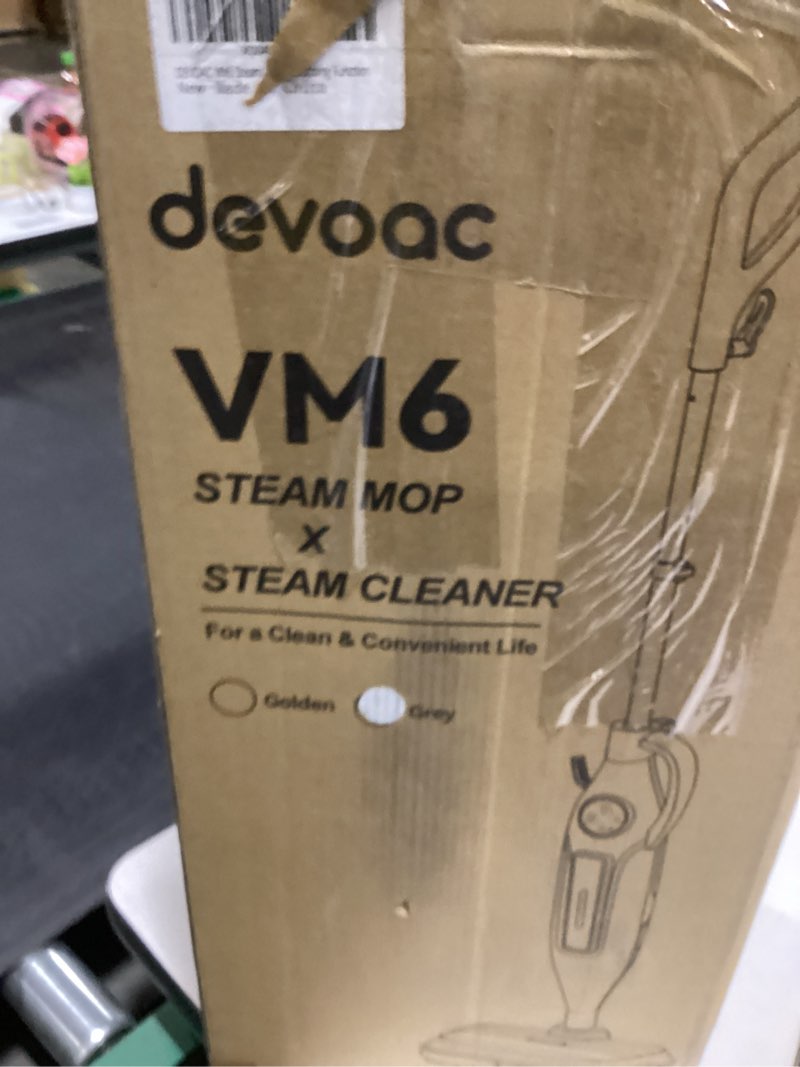 devoac
VM6
STEAM MOP
X
STEAM CLEANER
For a Clean & Convenient Life
Golden Grey